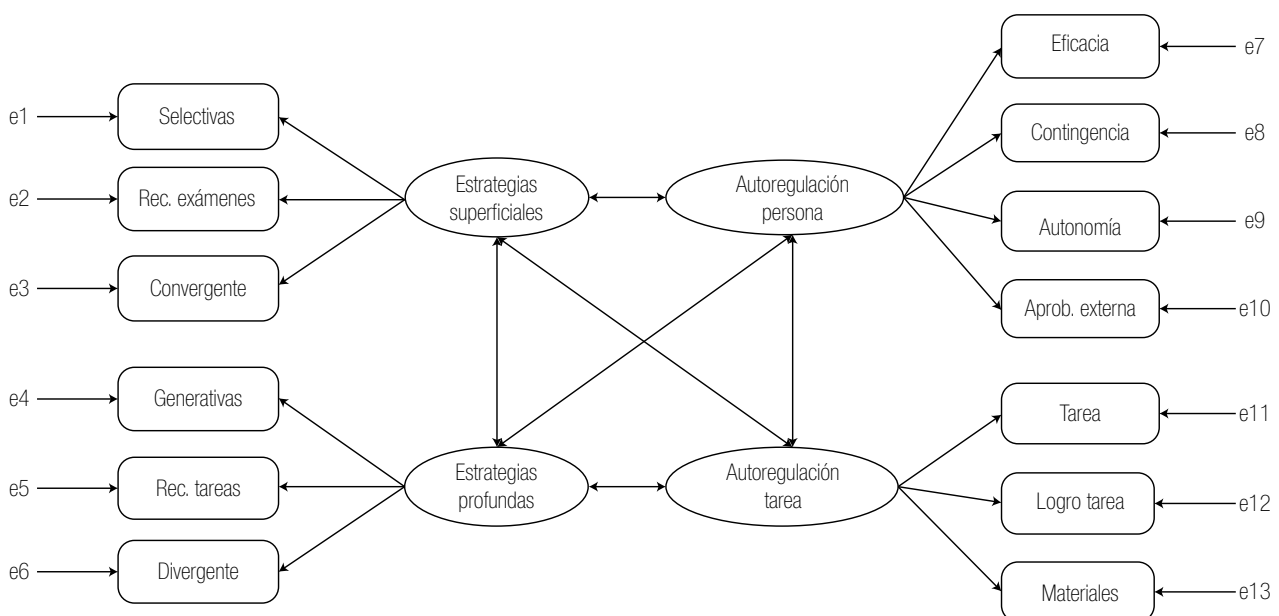 Eficacia
e7
e1
Selectivas
Contingencia
e8
e2
Rec. exámenes
Estrategias
superficiales
Autoregulación
persona
Autonomía
e9
e3
Convergente
Aprob. externa
e10
e4
Generativas
Tarea
e11
e5
Rec. tareas
Estrategias
profundas
Autoregulación
tarea
Logro tarea
e12
e6
Divergente
Materiales
e13